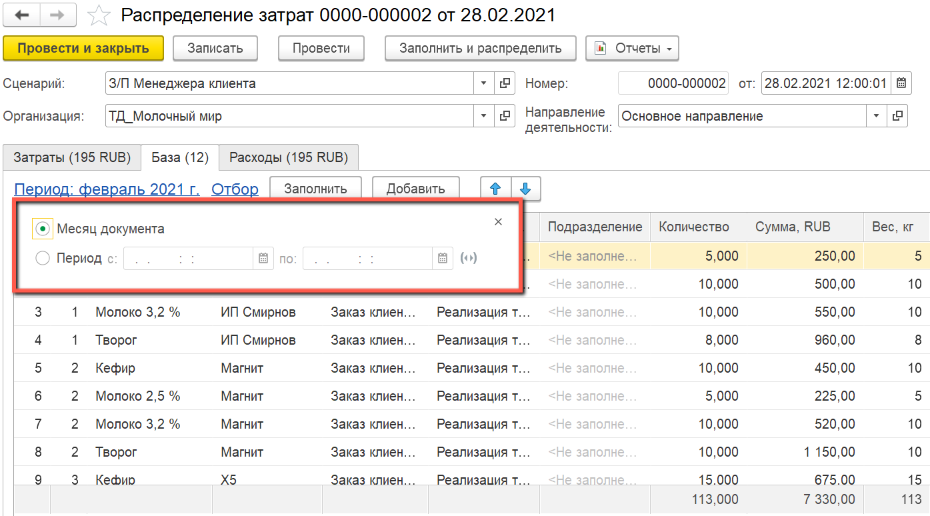 Распределение затрат 0000-000002 от 28.02.2021
Провести и закрыть Записать Провести Заполнить и распределить Отчеты
Сценарий: З/П Менеджера клиента Номер: 0000-000002 от: 28.02.2021 12:00:01
Организация: ТД_Молочный мир Направление деятельности: Основное направление
Затраты (195 RUB) База (12) Расходы (195 RUB)
Период: февраль 2021 г. Отбор Заполнить Добавить
Месяц документа
Период с: . . : : по: . . : :
Подразделение Количество Сумма, RUB Вес, кг
... <Не заполне... 5,000 250,00 5
... <Не заполне... 10,000 500,00 10
3 1 Молоко 3,2 % ИП Смирнов Заказ клиен... Реализация т... <Не заполне... 10,000 550,00 10
4 1 Творог ИП Смирнов Заказ клиен... Реализация т... <Не заполне... 8,000 960,00 8
5 2 Кефир Магнит Заказ клиен... Реализация т... <Не заполне... 10,000 450,00 10
6 2 Молоко 2,5 % Магнит Заказ клиен... Реализация т... <Не заполне... 5,000 225,00 5
7 2 Молоко 3,2 % Магнит Заказ клиен... Реализация т... <Не заполне... 10,000 520,00 10
8 2 Творог Магнит Заказ клиен... Реализация т... <Не заполне... 10,000 1 150,00 10
9 3 Кефир X5 Заказ клиен... Реализация т... <Не заполне... 15,000 675,00 15
113,000 7 330,00 113